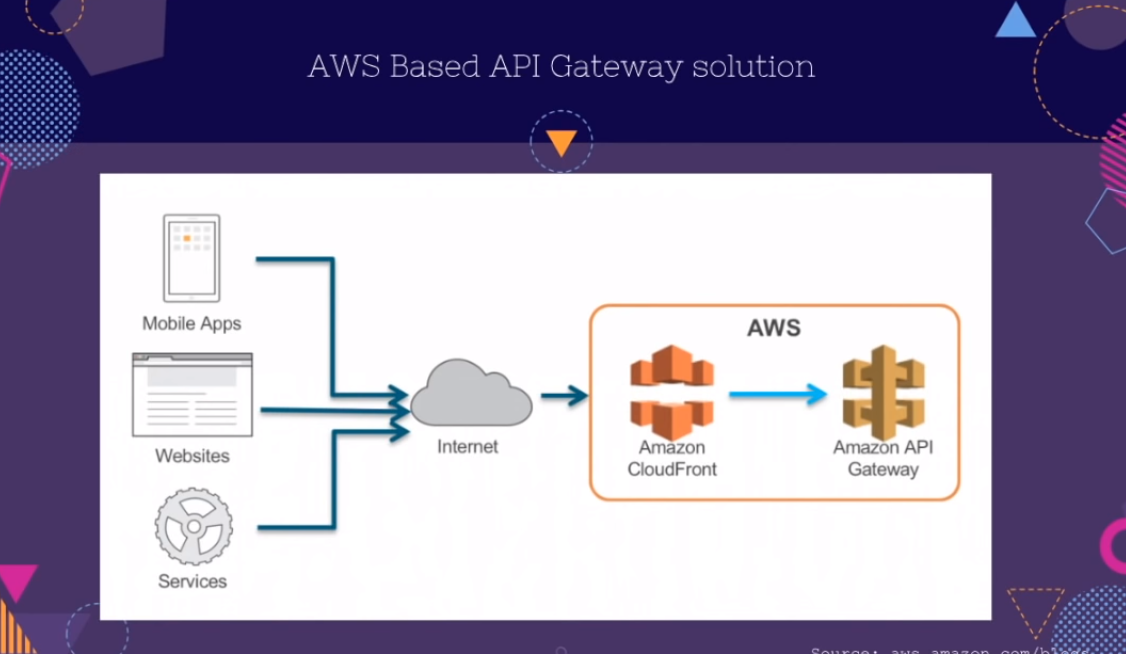 AWS Based API Gateway solution
Mobile Apps
Websites
Services
Internet
AWS
Amazon
CloudFront
Amazon API
Gateway
Source: aws.amazon.com/blogs